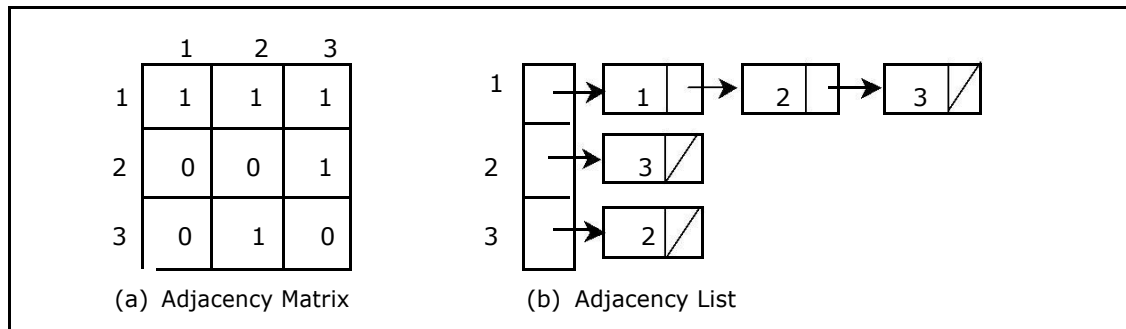 1 2 3
1 1 1 1
2 0 0 1
3 0 1 0
(a) Adjacency Matrix
1 1 2 3
2 3
3 2
(b) Adjacency List